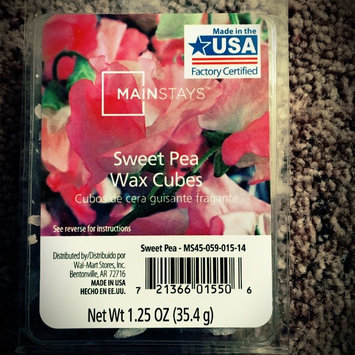 Made in the
USA
Factory Certified
MAINSTAYS™
Sweet Pea
Wax Cubes
Cubos de cera guisante fragante
See reverse for instructions
Sweet Pea - MS45-059-015-14
Distributed by/Distribuido por
Wal-Mart Stores, Inc.
Bentonville, AR 72716
MADE IN USA
HECHO EN EE.UU.
7 21366 01550 6
Net Wt 1.25 OZ (35.4 g)